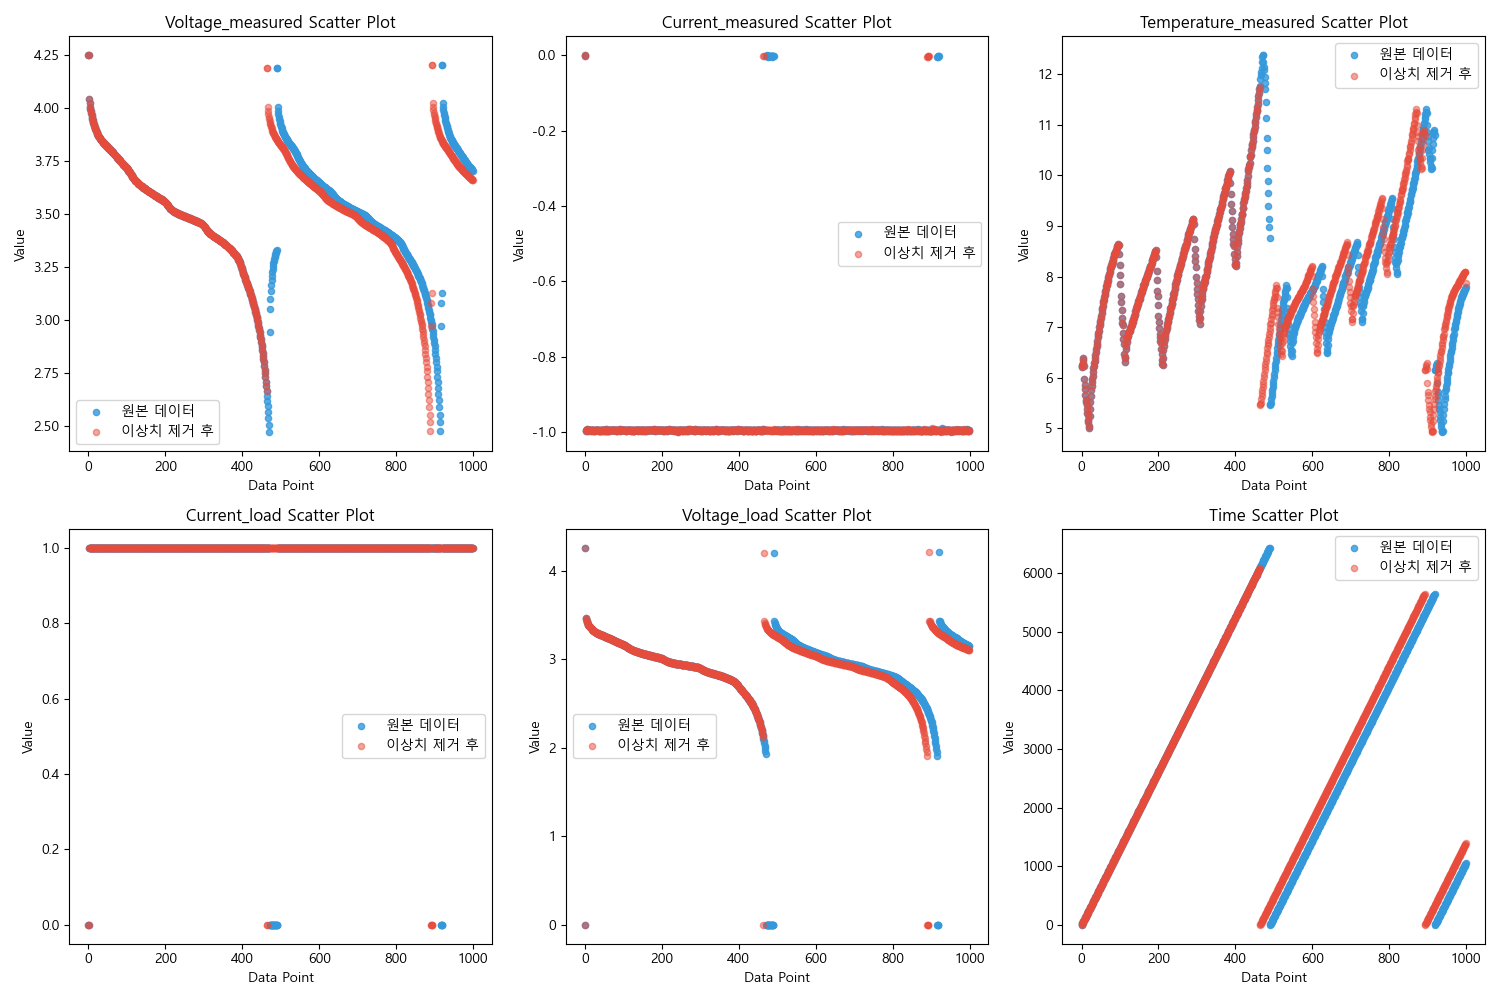 Voltage_measured Scatter Plot
Value
4.25
4.00
3.75
3.50
3.25
3.00
2.75
2.50
원본 데이터
이상치 제거 후
0 200 400 600 800 1000
Data Point
Current_measured Scatter Plot
Value
0.0
-0.2
-0.4
-0.6
-0.8
-1.0
원본 데이터
이상치 제거 후
0 200 400 600 800 1000
Data Point
Temperature_measured Scatter Plot
Value
12
11
10
9
8
7
6
5
원본 데이터
이상치 제거 후
0 200 400 600 800 1000
Data Point
Current_load Scatter Plot
Value
1.0
0.8
0.6
0.4
0.2
0.0
원본 데이터
이상치 제거 후
0 200 400 600 800 1000
Data Point
Voltage_load Scatter Plot
Value
4
3
2
1
0
원본 데이터
이상치 제거 후
0 200 400 600 800 1000
Data Point
Time Scatter Plot
Value
6000
5000
4000
3000
2000
1000
0
원본 데이터
이상치 제거 후
0 200 400 600 800 1000
Data Point